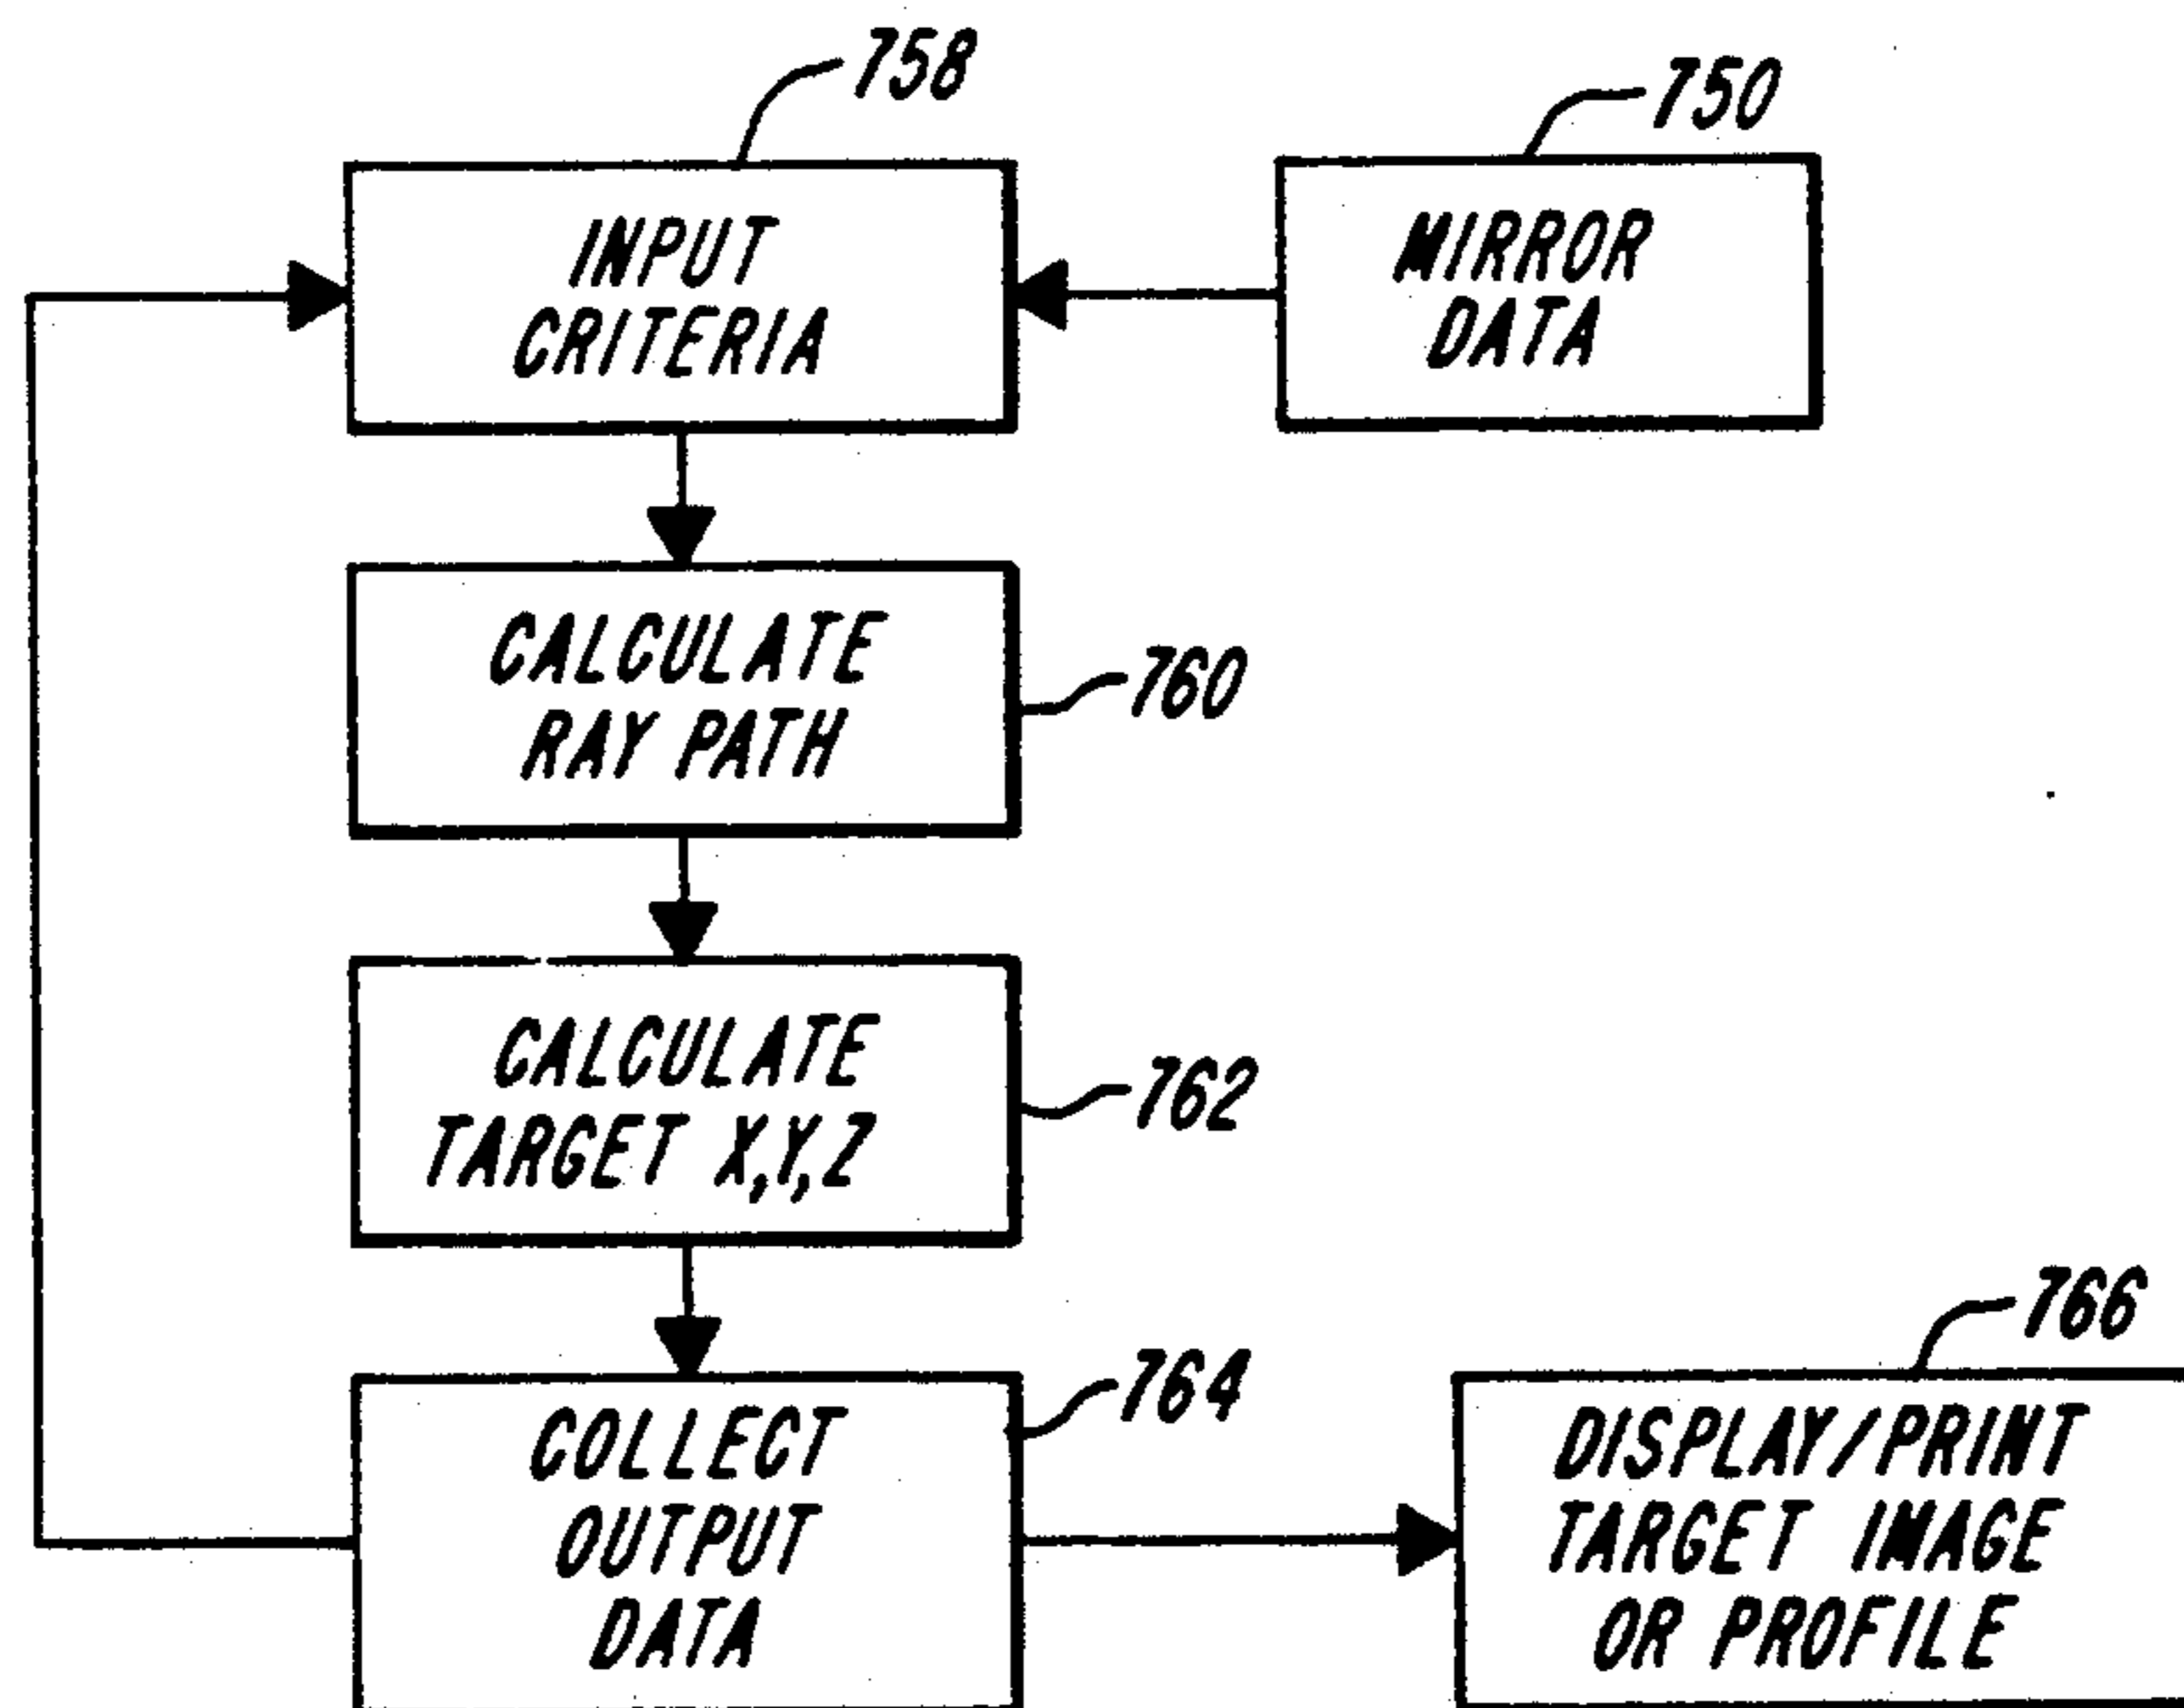 758
750
INPUT
CRITERIA
MIRROR
DATA
CALCULATE
RAY PATH
760
CALCULATE
TARGET X,Y,Z
762
766
764
COLLECT
OUTPUT
DATA
DISPLAY/PRINT
TARGET IMAGE
OR PROFILE